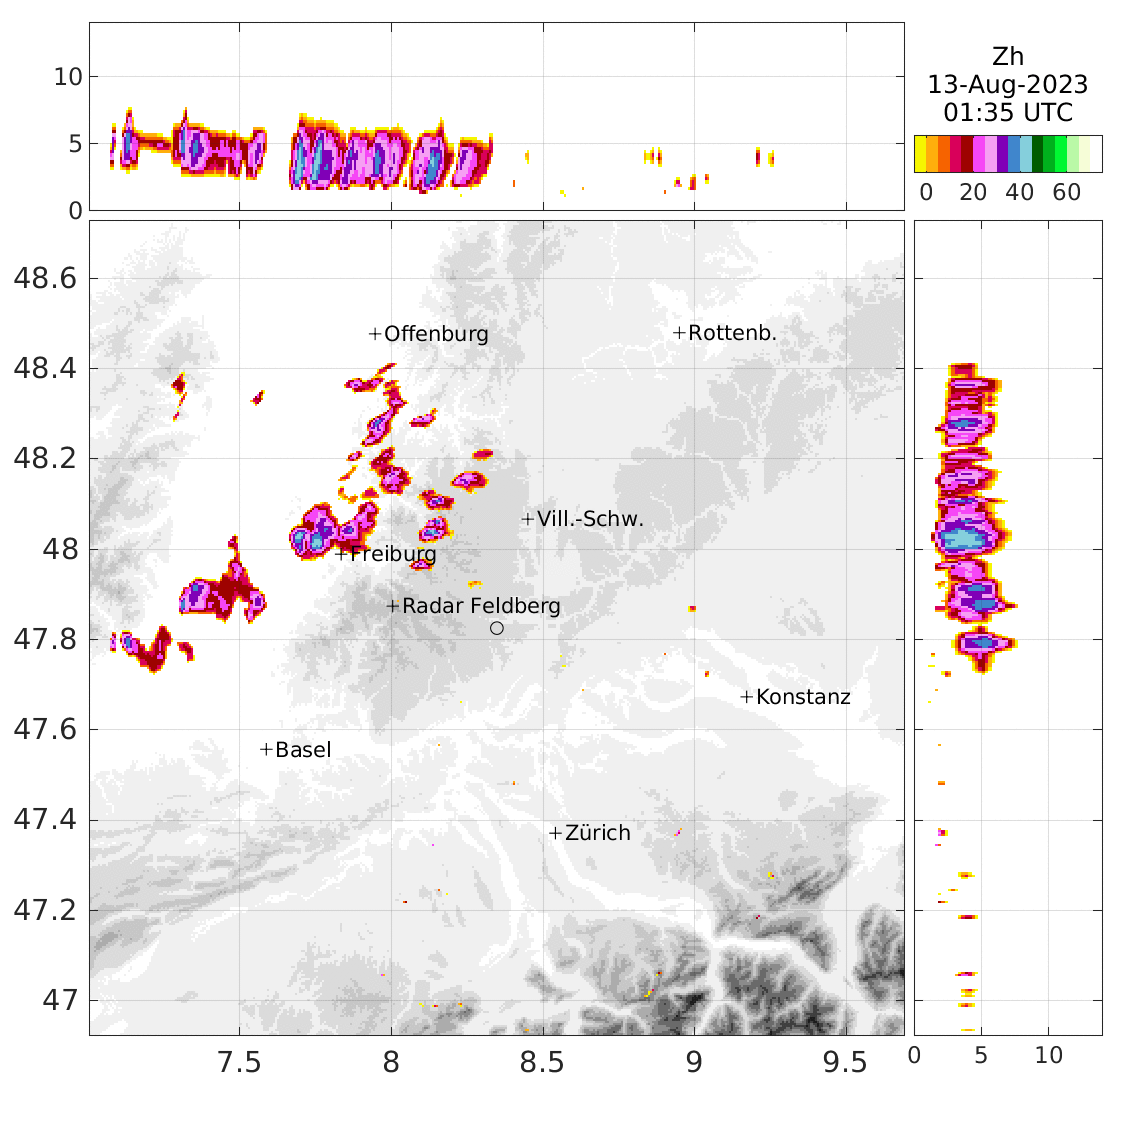 Zh
13-Aug-2023
01:35 UTC
10
5
0
0 20 40 60
48.6
48.4
48.2
48
47.8
47.6
47.4
47.2
47
+Offenburg
+Rottenb.
+Vill.-Schw.
+Freiburg
+Radar Feldberg
+Konstanz
+Basel
+Zürich
7.5 8 8.5 9 9.5
0 5 10